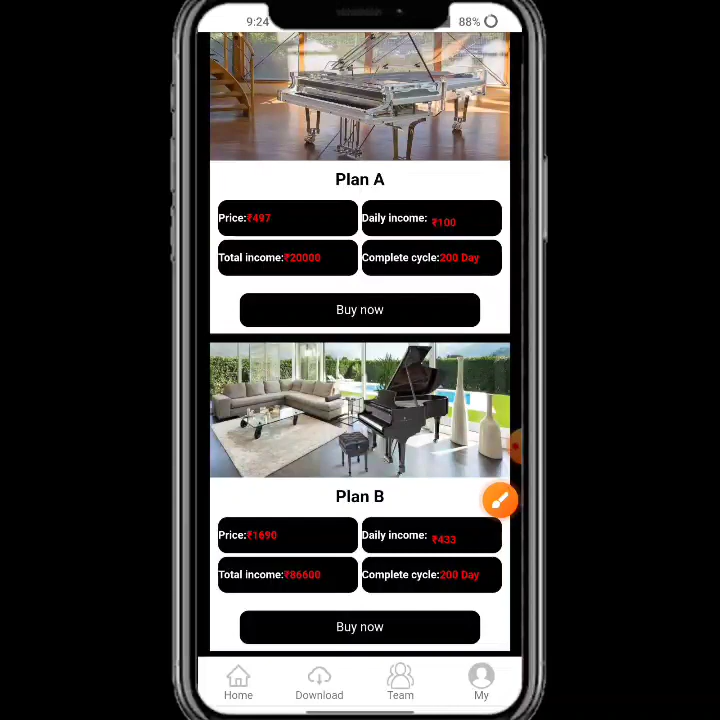 9:24
88%
Plan A
Price:₹497
Daily income: ₹100
Total income:₹20000
Complete cycle:200 Day
Buy now
Plan B
Price:₹1690
Daily income: ₹433
Total income:₹86600
Complete cycle:200 Day
Buy now
Home
Download
Team
My